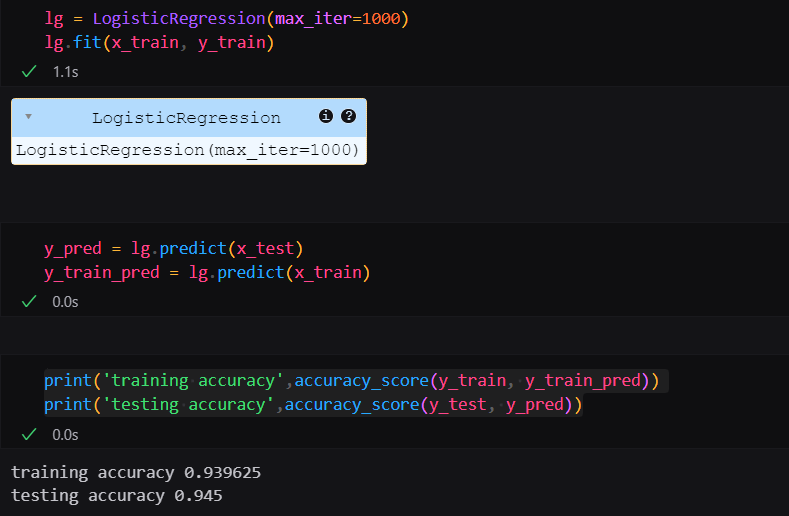 lg = LogisticRegression(max_iter=1000)
lg.fit(x_train, y_train)
1.1s
LogisticRegression
LogisticRegression(max_iter=1000)
y_pred = lg.predict(x_test)
y_train_pred = lg.predict(x_train)
0.0s
print('training accuracy',accuracy_score(y_train, y_train_pred))
print('testing accuracy',accuracy_score(y_test, y_pred))
0.0s
training accuracy 0.939625
testing accuracy 0.945